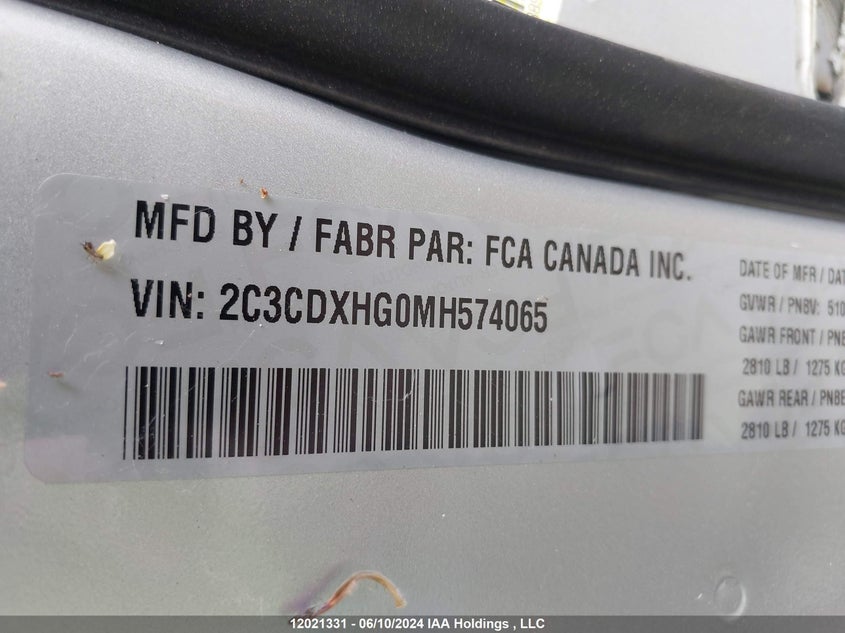 MFD BY / FABR PAR: FCA CANADA INC.
VIN: 2C3CDXHG0MH574065
DATE OF MFR / DAT
GVWR / PNBV: 510
GAWR FRONT / PNB
2810 LB / 1275 KG
GAWR REAR / PNBE
2810 LB / 1275 KG
12021331 - 06/10/2024 IAA Holdings , LLC